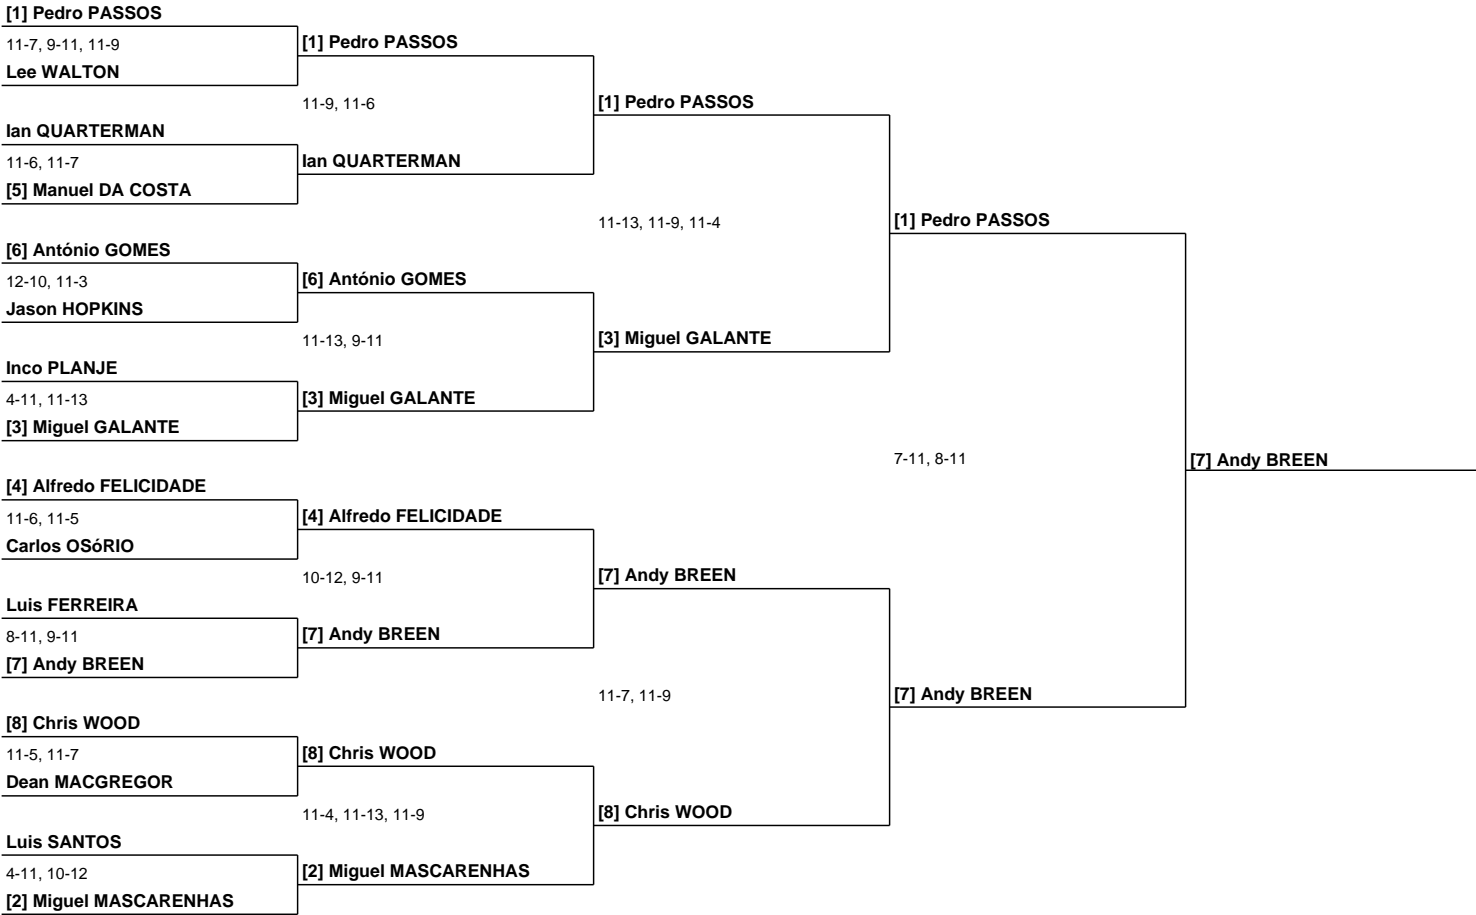 [1] Pedro PASSOS
11-7, 9-11, 11-9
Lee WALTON
Ian QUARTERMAN
11-6, 11-7
[5] Manuel DA COSTA
[6] António GOMES
12-10, 11-3
Jason HOPKINS
Inco PLANJE
4-11, 11-13
[3] Miguel GALANTE
[4] Alfredo FELICIDADE
11-6, 11-5
Carlos OSóRIO
Luis FERREIRA
8-11, 9-11
[7] Andy BREEN
[8] Chris WOOD
11-5, 11-7
Dean MACGREGOR
Luis SANTOS
4-11, 10-12
[2] Miguel MASCARENHAS
[1] Pedro PASSOS
11-9, 11-6
Ian QUARTERMAN
[6] António GOMES
11-13, 9-11
[3] Miguel GALANTE
[4] Alfredo FELICIDADE
10-12, 9-11
[7] Andy BREEN
[8] Chris WOOD
11-4, 11-13, 11-9
[2] Miguel MASCARENHAS
[1] Pedro PASSOS
11-13, 11-9, 11-4
[3] Miguel GALANTE
[7] Andy BREEN
11-7, 11-9
[8] Chris WOOD
[1] Pedro PASSOS
7-11, 8-11
[7] Andy BREEN
[7] Andy BREEN